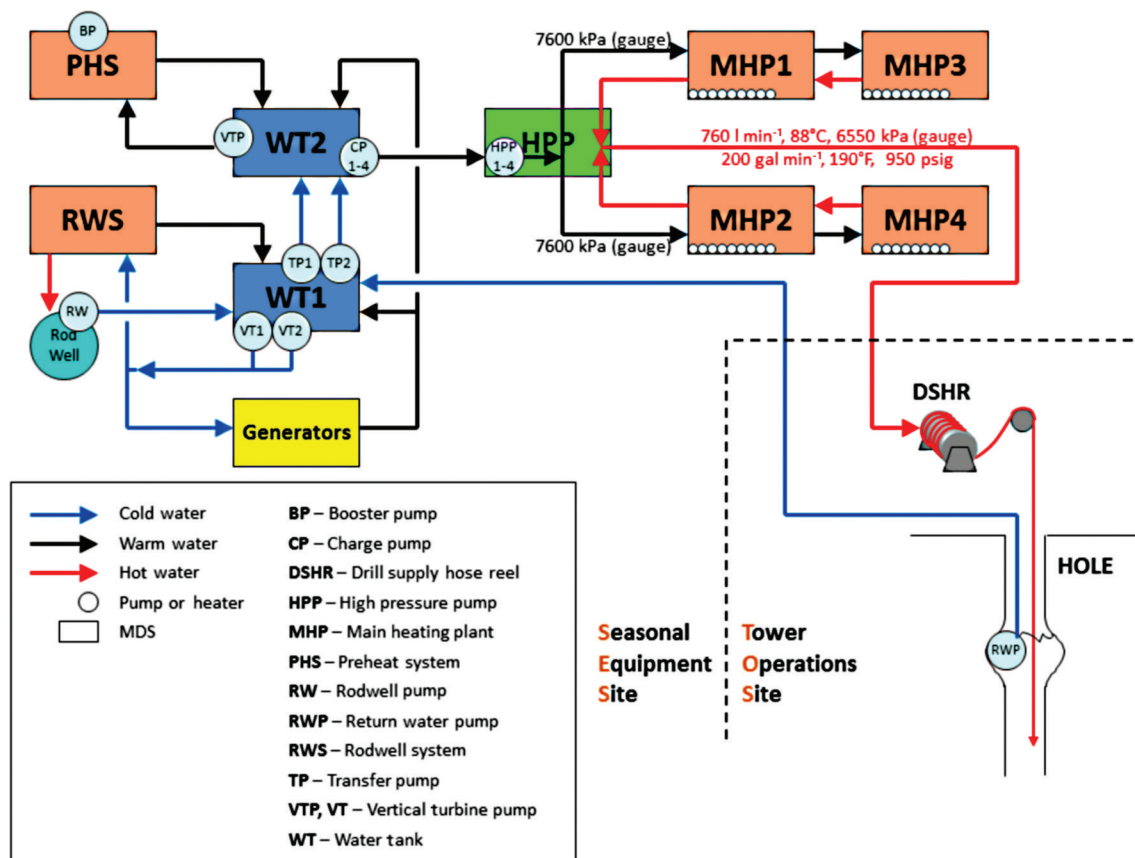 BP
PHS
VTP
WT2
CP
1-4
RWS
TP1
TP2
WT1
RW
Rod
Well
VT1
VT2
Generators
HPP
HPP
1-4
7600 kPa (gauge)
MHP1
MHP3
760 l min⁻¹, 88°C, 6550 kPa (gauge)
200 gal min⁻¹, 190°F, 950 psig
MHP2
MHP4
7600 kPa (gauge)
DSHR
HOLE
RWP
Seasonal
Equipment
Site
Tower
Operations
Site
Cold water
Warm water
Hot water
Pump or heater
MDS
BP – Booster pump
CP – Charge pump
DSHR – Drill supply hose reel
HPP – High pressure pump
MHP – Main heating plant
PHS – Preheat system
RW – Rodwell pump
RWP – Return water pump
RWS – Rodwell system
TP – Transfer pump
VTP, VT – Vertical turbine pump
WT – Water tank